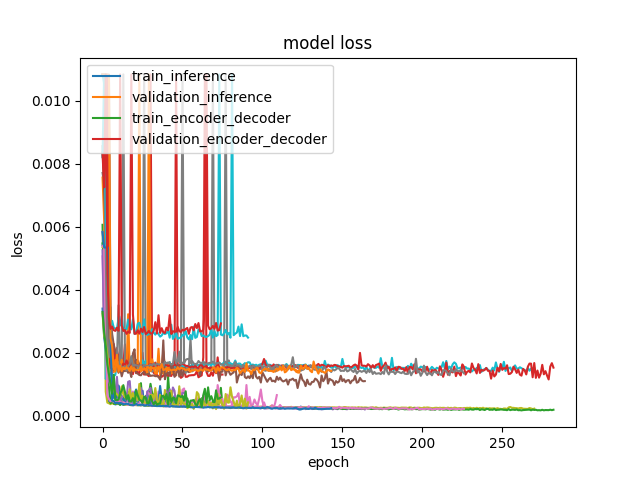 model loss
train_inference
validation_inference
train_encoder_decoder
validation_encoder_decoder
0.010
0.008
0.006
0.004
0.002
0.000
loss
0 50 100 150 200 250
epoch